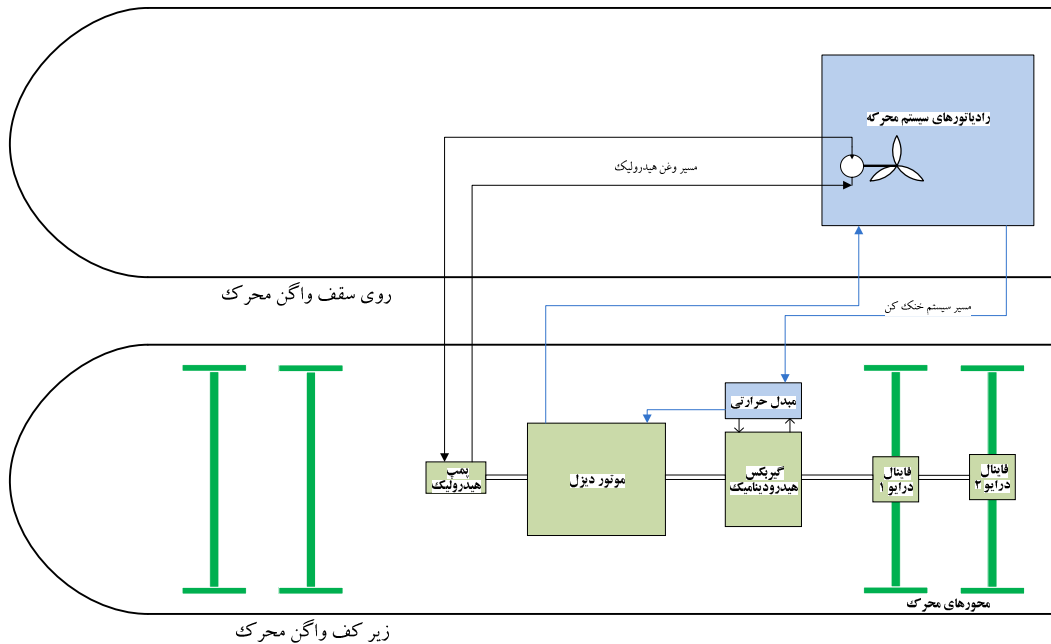 رادیاتورهای سیستم محرکه
مسیر وغن هیدرولیک
روی سقف واگن محرک
مسیر سیستم خنک کن
مبدل حرارتی
پمپ
هیدرولیک
موتور دیزل
گیربکس
هیدرودینامیک
فاینال
درایو ۱
فاینال
درایو ۲
محورهای محرک
زیر کف واگن محرک